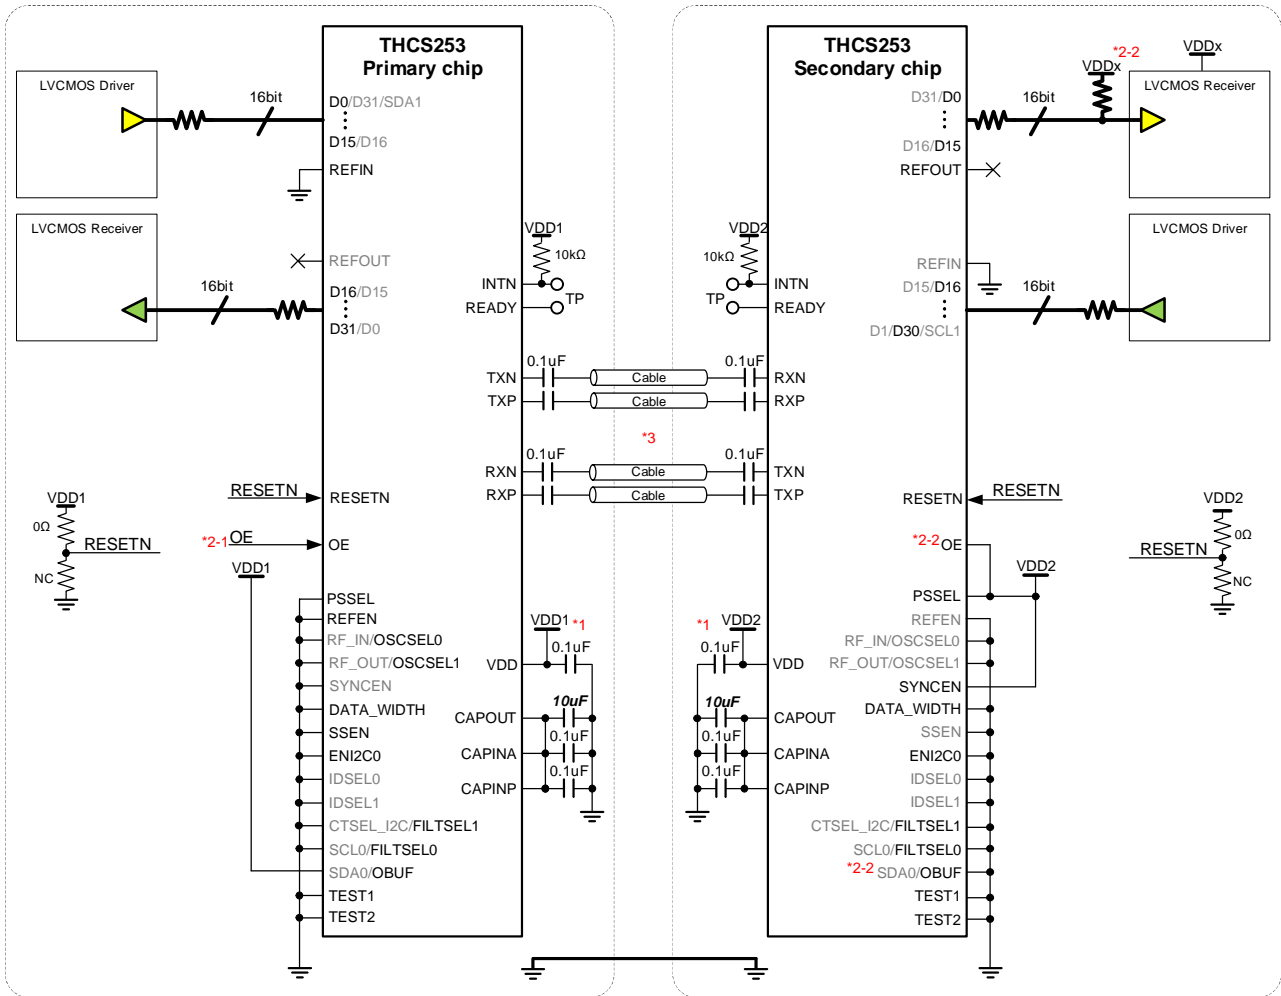 THCS253
Primary chip
THCS253
Secondary chip
LVCMOS Driver
16bit
D0/D31/SDA1
D15/D16
REFIN
LVCMOS Receiver
REFOUT
16bit
D16/D15
D31/D0
VDD1
10kΩ
INTN
READY
TP
VDD2
10kΩ
INTN
READY
TP
D31/D0
D16/D15
REFOUT
16bit
VDDx
*2-2
VDDx
LVCMOS Receiver
LVCMOS Driver
REFIN
D15/D16
16bit
D1/D30/SCL1
0.1uF
0.1uF
TXN
Cable
RXN
TXP
Cable
RXP
*3
0.1uF
0.1uF
RXN
Cable
TXN
RXP
Cable
TXP
VDD1
0Ω
RESETN
NC
RESETN
RESETN
*2-1
OE
OE
VDD1
PSSEL
REFEN
RF_IN/OSCSEL0
RF_OUT/OSCSEL1
SYNCEN
DATA_WIDTH
SSEN
ENI2C0
IDSEL0
IDSEL1
CTSEL_I2C/FILTSEL1
SCL0/FILTSEL0
SDA0/OBUF
TEST1
TEST2
VDD1
*1
0.1uF
VDD
10uF
CAPOUT
0.1uF
CAPINA
0.1uF
CAPINP
*1
VDD2
0.1uF
VDD
10uF
CAPOUT
0.1uF
CAPINA
0.1uF
CAPINP
RESETN
RESETN
*2-2
OE
VDD2
PSSEL
REFEN
RF_IN/OSCSEL0
RF_OUT/OSCSEL1
SYNCEN
DATA_WIDTH
SSEN
ENI2C0
IDSEL0
IDSEL1
CTSEL_I2C/FILTSEL1
SCL0/FILTSEL0
*2-2
SDA0/OBUF
TEST1
TEST2
VDD2
0Ω
RESETN
NC